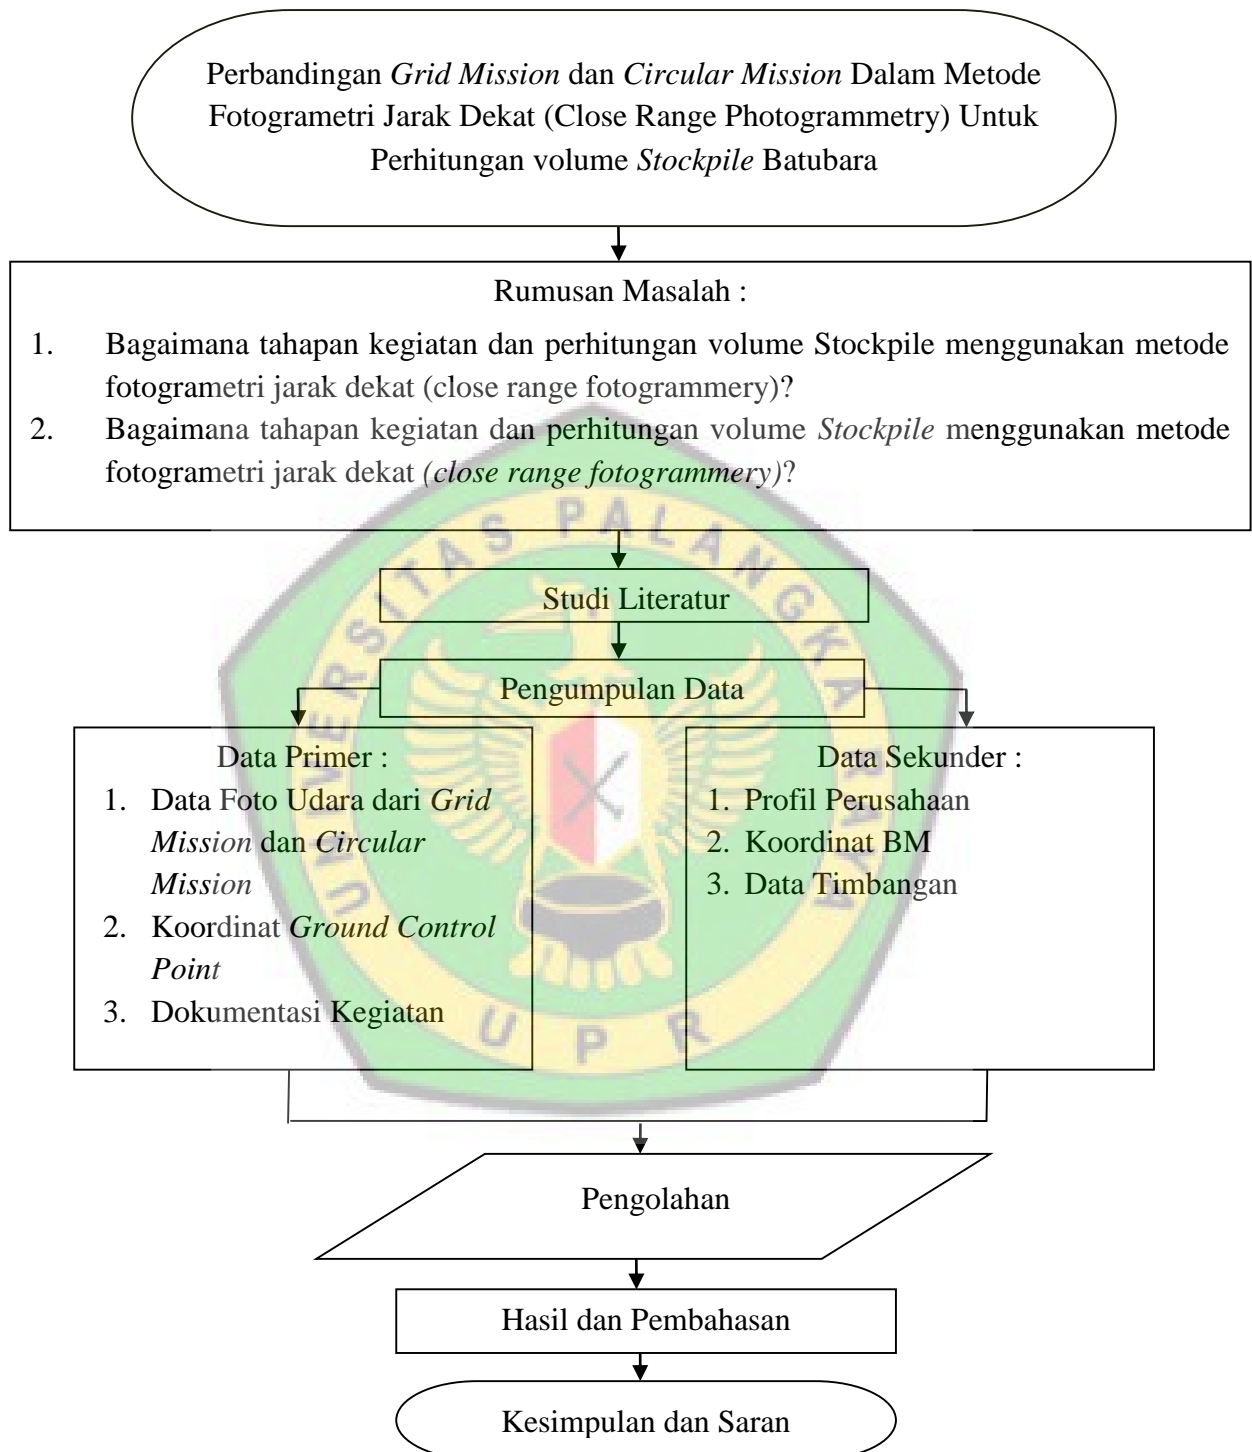 Perbandingan Grid Mission dan Circular Mission Dalam Metode
Fotogrametri Jarak Dekat (Close Range Photogrammetry) Untuk
Perhitungan volume Stockpile Batubara
Rumusan Masalah :
1. Bagaimana tahapan kegiatan dan perhitungan volume Stockpile menggunakan metode
fotogrametri jarak dekat (close range fotogrammery)?
2. Bagaimana tahapan kegiatan dan perhitungan volume Stockpile menggunakan metode
fotogrametri jarak dekat (close range fotogrammery)?
Studi Literatur
Pengumpulan Data
Data Primer :
1. Data Foto Udara dari Grid
Mission dan Circular
Mission
2. Koordinat Ground Control
Point
3. Dokumentasi Kegiatan
Data Sekunder :
1. Profil Perusahaan
2. Koordinat BM
3. Data Timbangan
Pengolahan
Hasil dan Pembahasan
Kesimpulan dan Saran
UNIVERSITAS PALANGKA RAYA
UPR